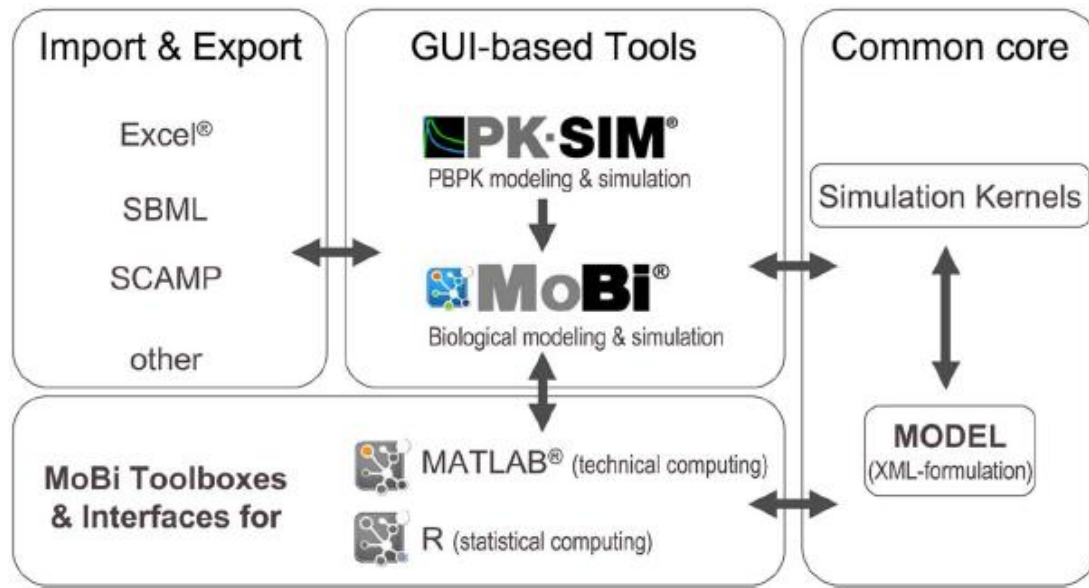 Import & Export
Excel®
SBML
SCAMP
other
GUI-based Tools
PK·SIM®
PBPK modeling & simulation
MoBi®
Biological modeling & simulation
Common core
Simulation Kernels
MODEL
(XML-formulation)
MoBi Toolboxes
& Interfaces for
MATLAB® (technical computing)
R (statistical computing)